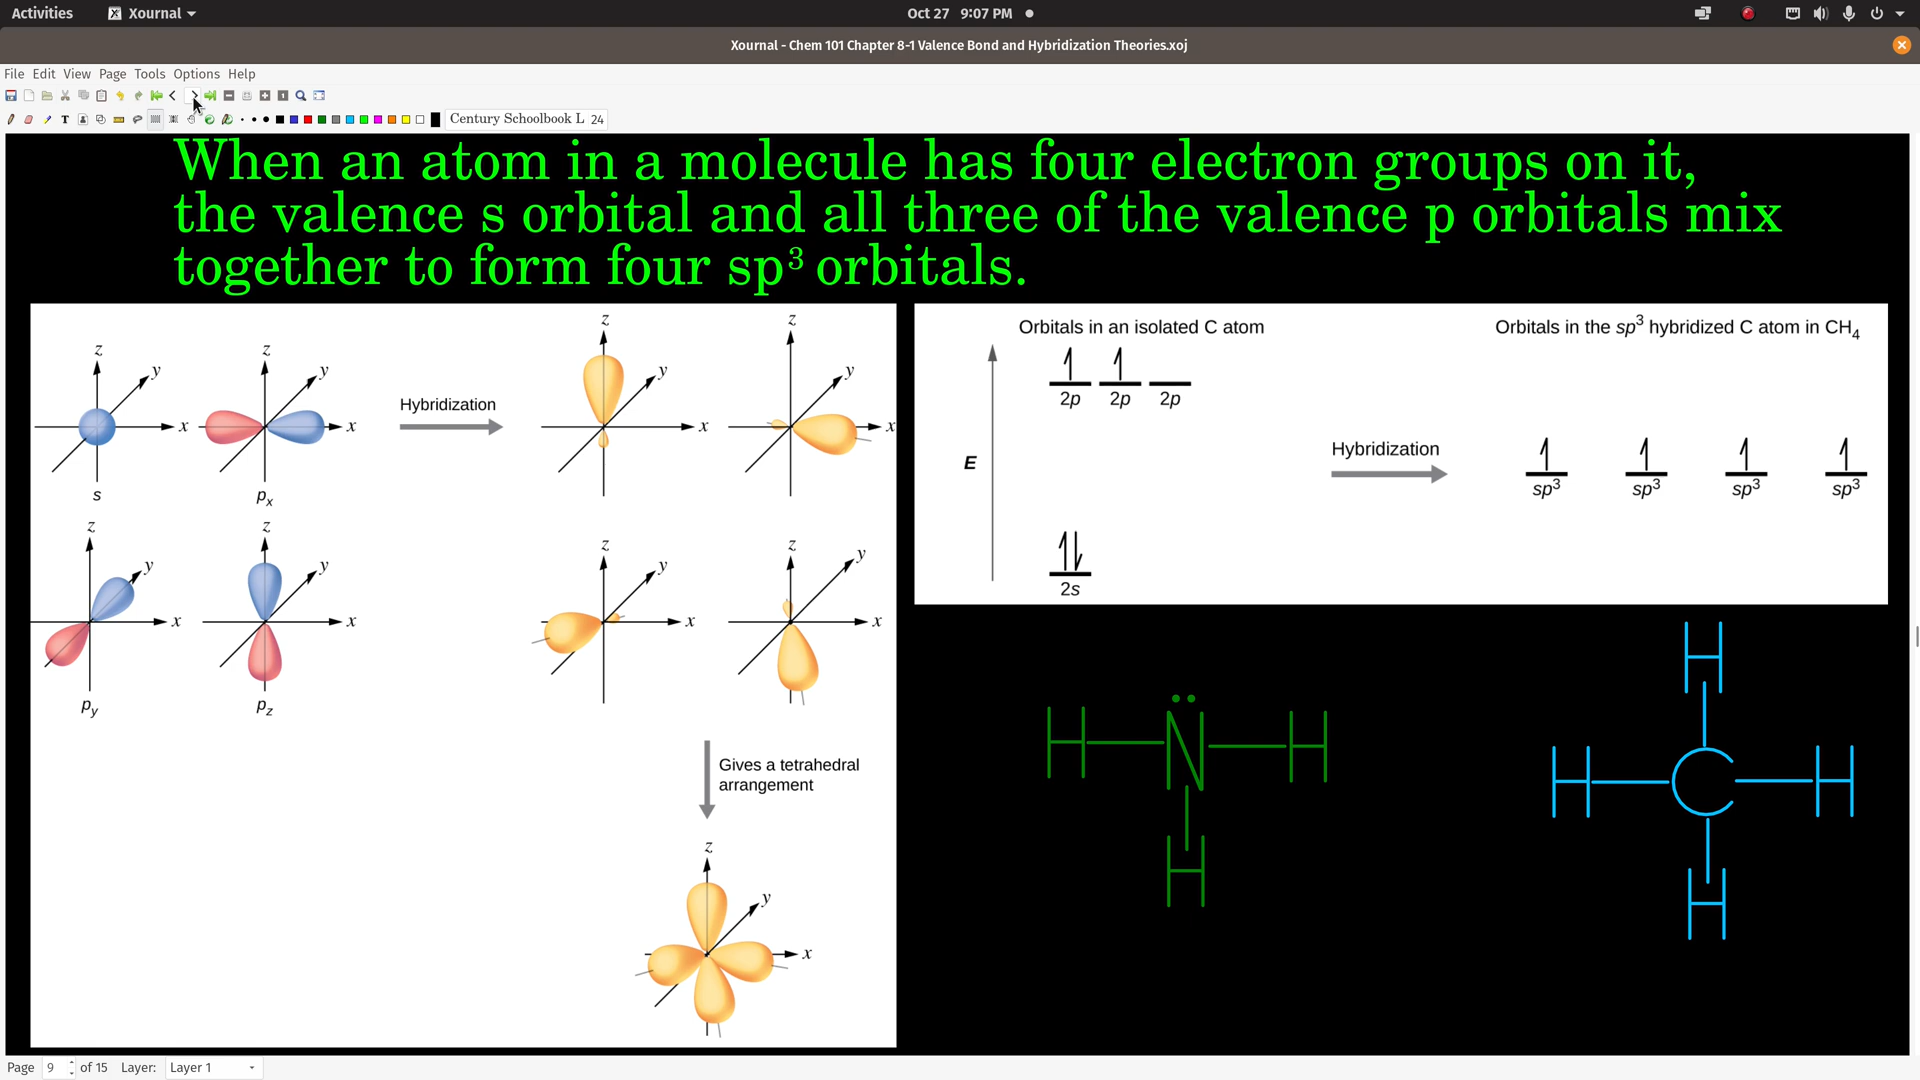 Activities
Xournal
Oct 27 9:07 PM
Xournal - Chem 101 Chapter 8-1 Valence Bond and Hybridization Theories.xoj
File Edit View Page Tools Options Help
Century Schoolbook L 24
When an atom in a molecule has four electron groups on it,
the valence s orbital and all three of the valence p orbitals mix
together to form four sp³ orbitals.
z z z z
y y y y
Hybridization
x x x x
s pₓ
z z z z
y y y y
x x x x
p_y p_z
Gives a tetrahedral
arrangement
z
y
x
Orbitals in an isolated C atom
Orbitals in the sp³ hybridized C atom in CH₄
2p 2p 2p
Hybridization
E
sp³ sp³ sp³ sp³
2s
H N H
H
H
H C H
H
Page 9 of 15 Layer: Layer 1